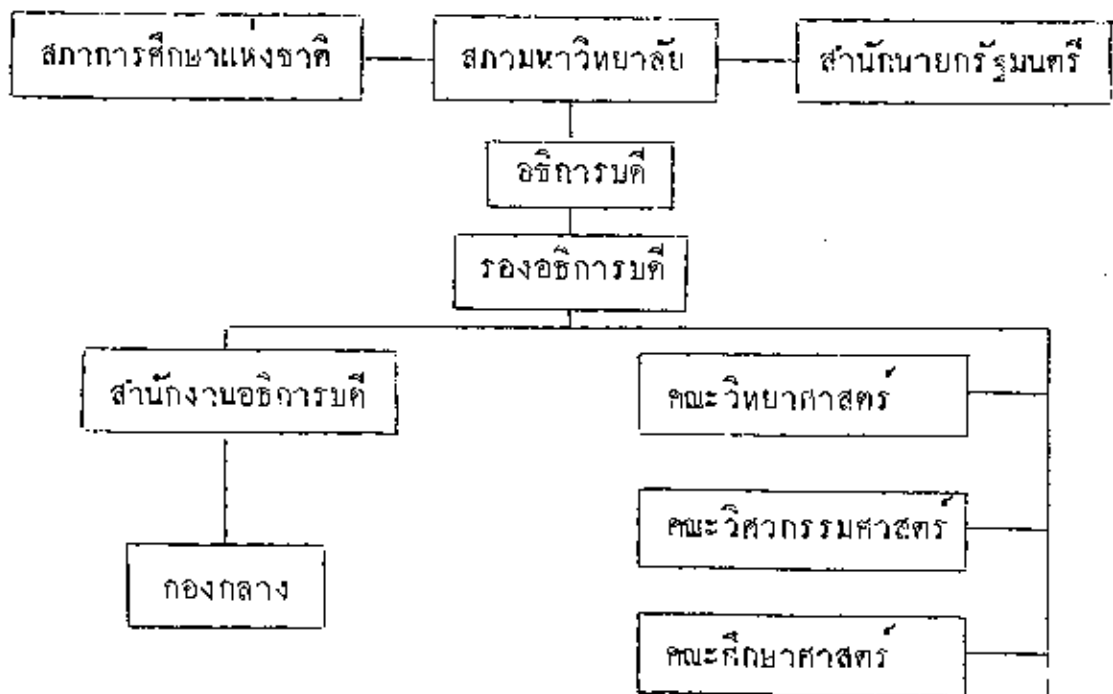 สภาการศึกษาแห่งชาติ
สภามหาวิทยาลัย
สำนักนายกรัฐมนตรี
อธิการบดี
รองอธิการบดี
สำนักงานอธิการบดี
คณะวิทยาศาสตร์
คณะวิศวกรรมศาสตร์
กองกลาง
คณะศึกษาศาสตร์